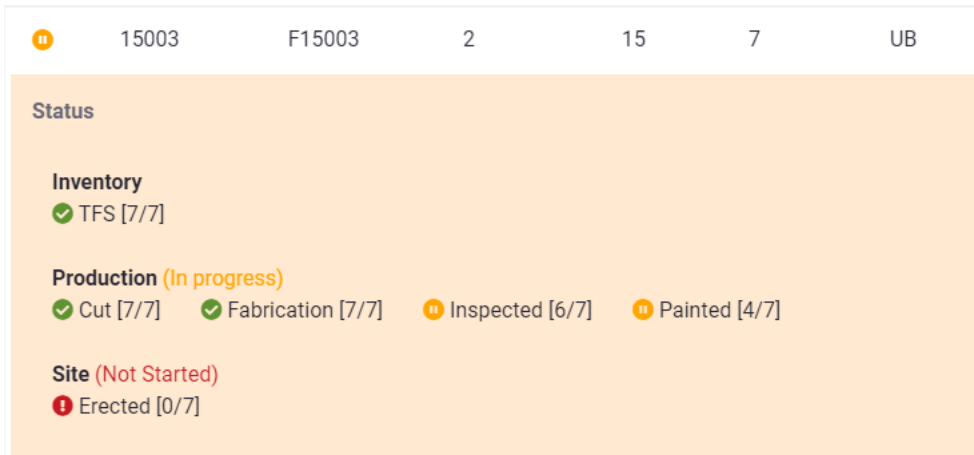 15003 F15003 2 15 7 UB
Status
Inventory
TFS [7/7]
Production (In progress)
Cut [7/7] Fabrication [7/7] Inspected [6/7] Painted [4/7]
Site (Not Started)
Erected [0/7]